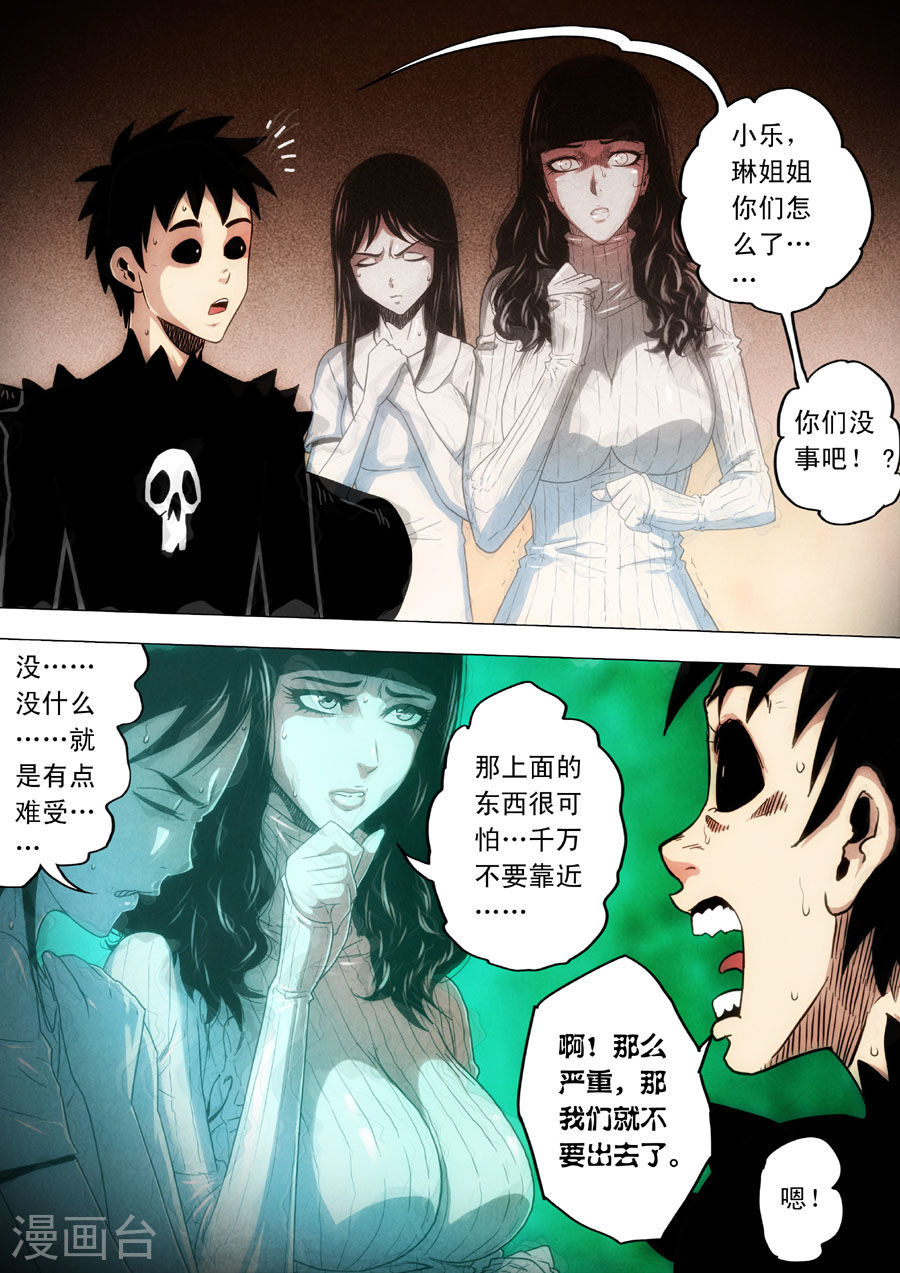 小乐，
琳姐姐
你们怎
么了……
……
你们没
事吧！？
没……
没什么
……就
是有点
难受…
……
那上面的
东西很可
怕…千万
不要靠近
……
啊！那么
严重，那
我们就不
要出去了。
嗯！
漫画台